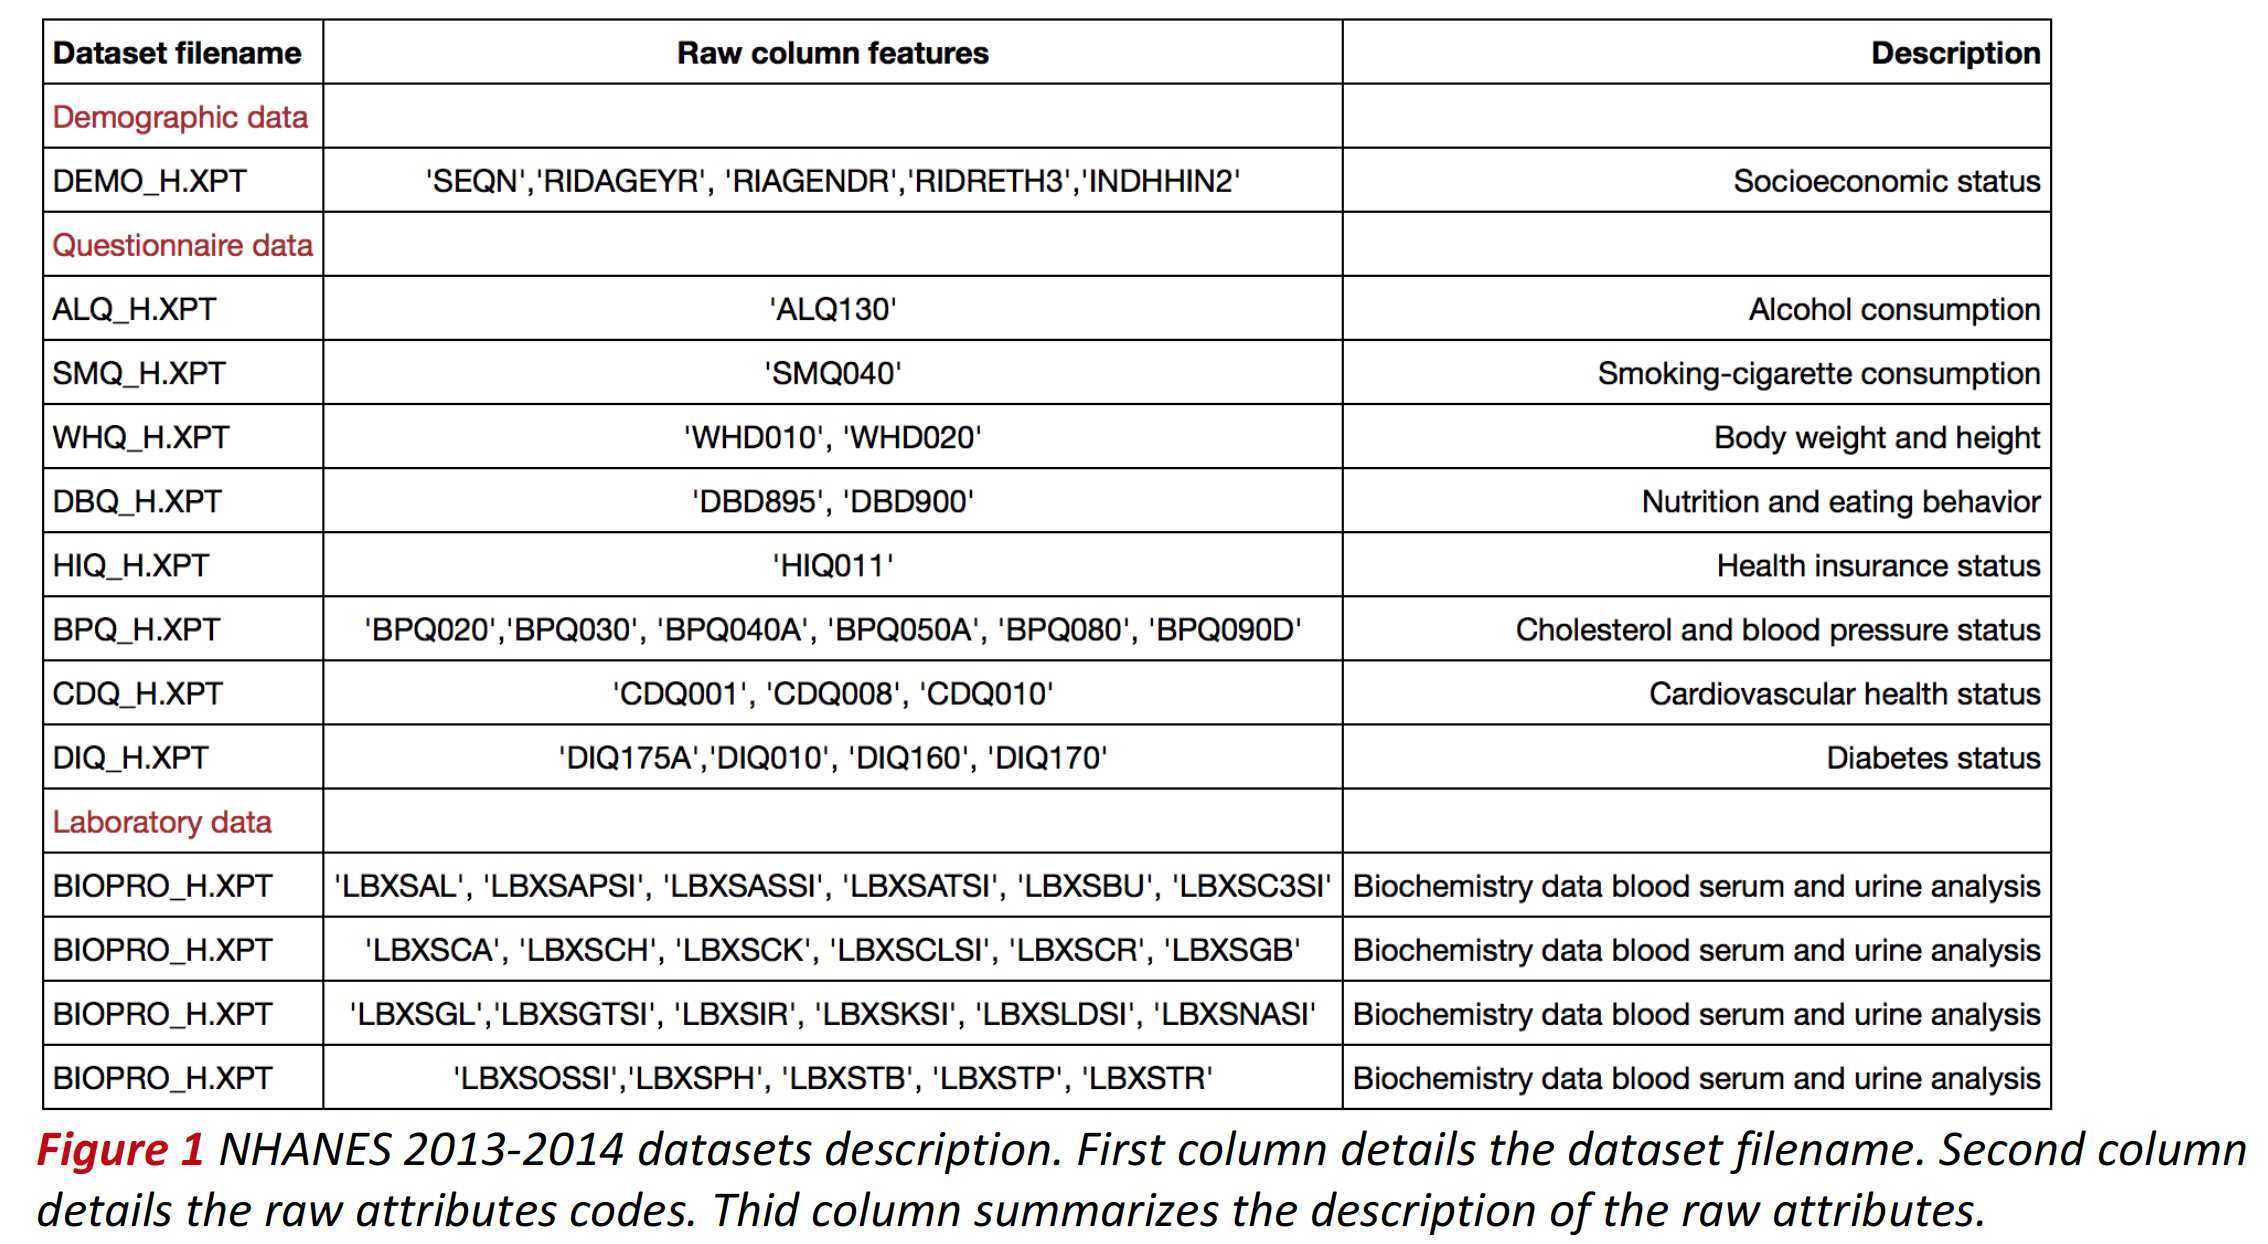 Dataset filename Raw column features Description
Demographic data
DEMO_H.XPT 'SEQN','RIDAGEYR', 'RIAGENDR','RIDRETH3','INDHHIN2' Socioeconomic status
Questionnaire data
ALQ_H.XPT 'ALQ130' Alcohol consumption
SMQ_H.XPT 'SMQ040' Smoking-cigarette consumption
WHQ_H.XPT 'WHD010', 'WHD020' Body weight and height
DBQ_H.XPT 'DBD895', 'DBD900' Nutrition and eating behavior
HIQ_H.XPT 'HIQ011' Health insurance status
BPQ_H.XPT 'BPQ020','BPQ030', 'BPQ040A', 'BPQ050A', 'BPQ080', 'BPQ090D' Cholesterol and blood pressure status
CDQ_H.XPT 'CDQ001', 'CDQ008', 'CDQ010' Cardiovascular health status
DIQ_H.XPT 'DIQ175A','DIQ010', 'DIQ160', 'DIQ170' Diabetes status
Laboratory data
BIOPRO_H.XPT 'LBXSAL', 'LBXSAPSI', 'LBXSASSI', 'LBXSATSI', 'LBXSBU', 'LBXSC3SI' Biochemistry data blood serum and urine analysis
BIOPRO_H.XPT 'LBXSCA', 'LBXSCH', 'LBXSCK', 'LBXSCLSI', 'LBXSCR', 'LBXSGB' Biochemistry data blood serum and urine analysis
BIOPRO_H.XPT 'LBXSGL','LBXSGTSI', 'LBXSIR', 'LBXSKSI', 'LBXSLDSI', 'LBXSNASI' Biochemistry data blood serum and urine analysis
BIOPRO_H.XPT 'LBXSOSSI','LBXSPH', 'LBXSTB', 'LBXSTP', 'LBXSTR' Biochemistry data blood serum and urine analysis
Figure 1 NHANES 2013-2014 datasets description. First column details the dataset filename. Second column
details the raw attributes codes. Thid column summarizes the description of the raw attributes.